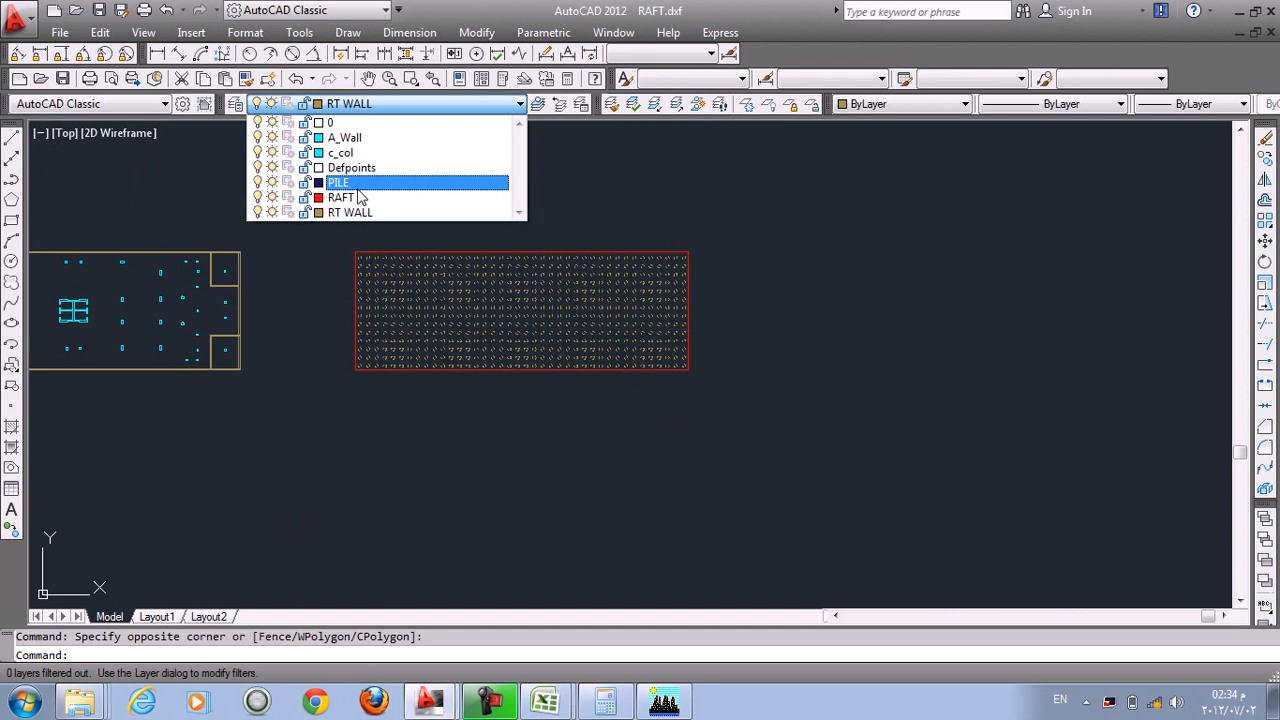 AutoCAD Classic
AutoCAD 2012 RAFT.dxf
Type a keyword or phrase
Sign In
File Edit View Insert Format Tools Draw Dimension Modify Parametric Window Help Express
AutoCAD Classic
RT WALL
ByLayer
ByLayer
ByLayer
0
A_Wall
c_col
Defpoints
PILE
RAFT
RT WALL
[−] [Top] [2D Wireframe]
Y
X
Model Layout1 Layout2
Command: Specify opposite corner or [Fence/WPolygon/CPolygon]:
Command:
0 layers filtered out. Use the Layer dialog to modify filters.
EN
02:34 م
٢٠١٢/٠٧/٠٢